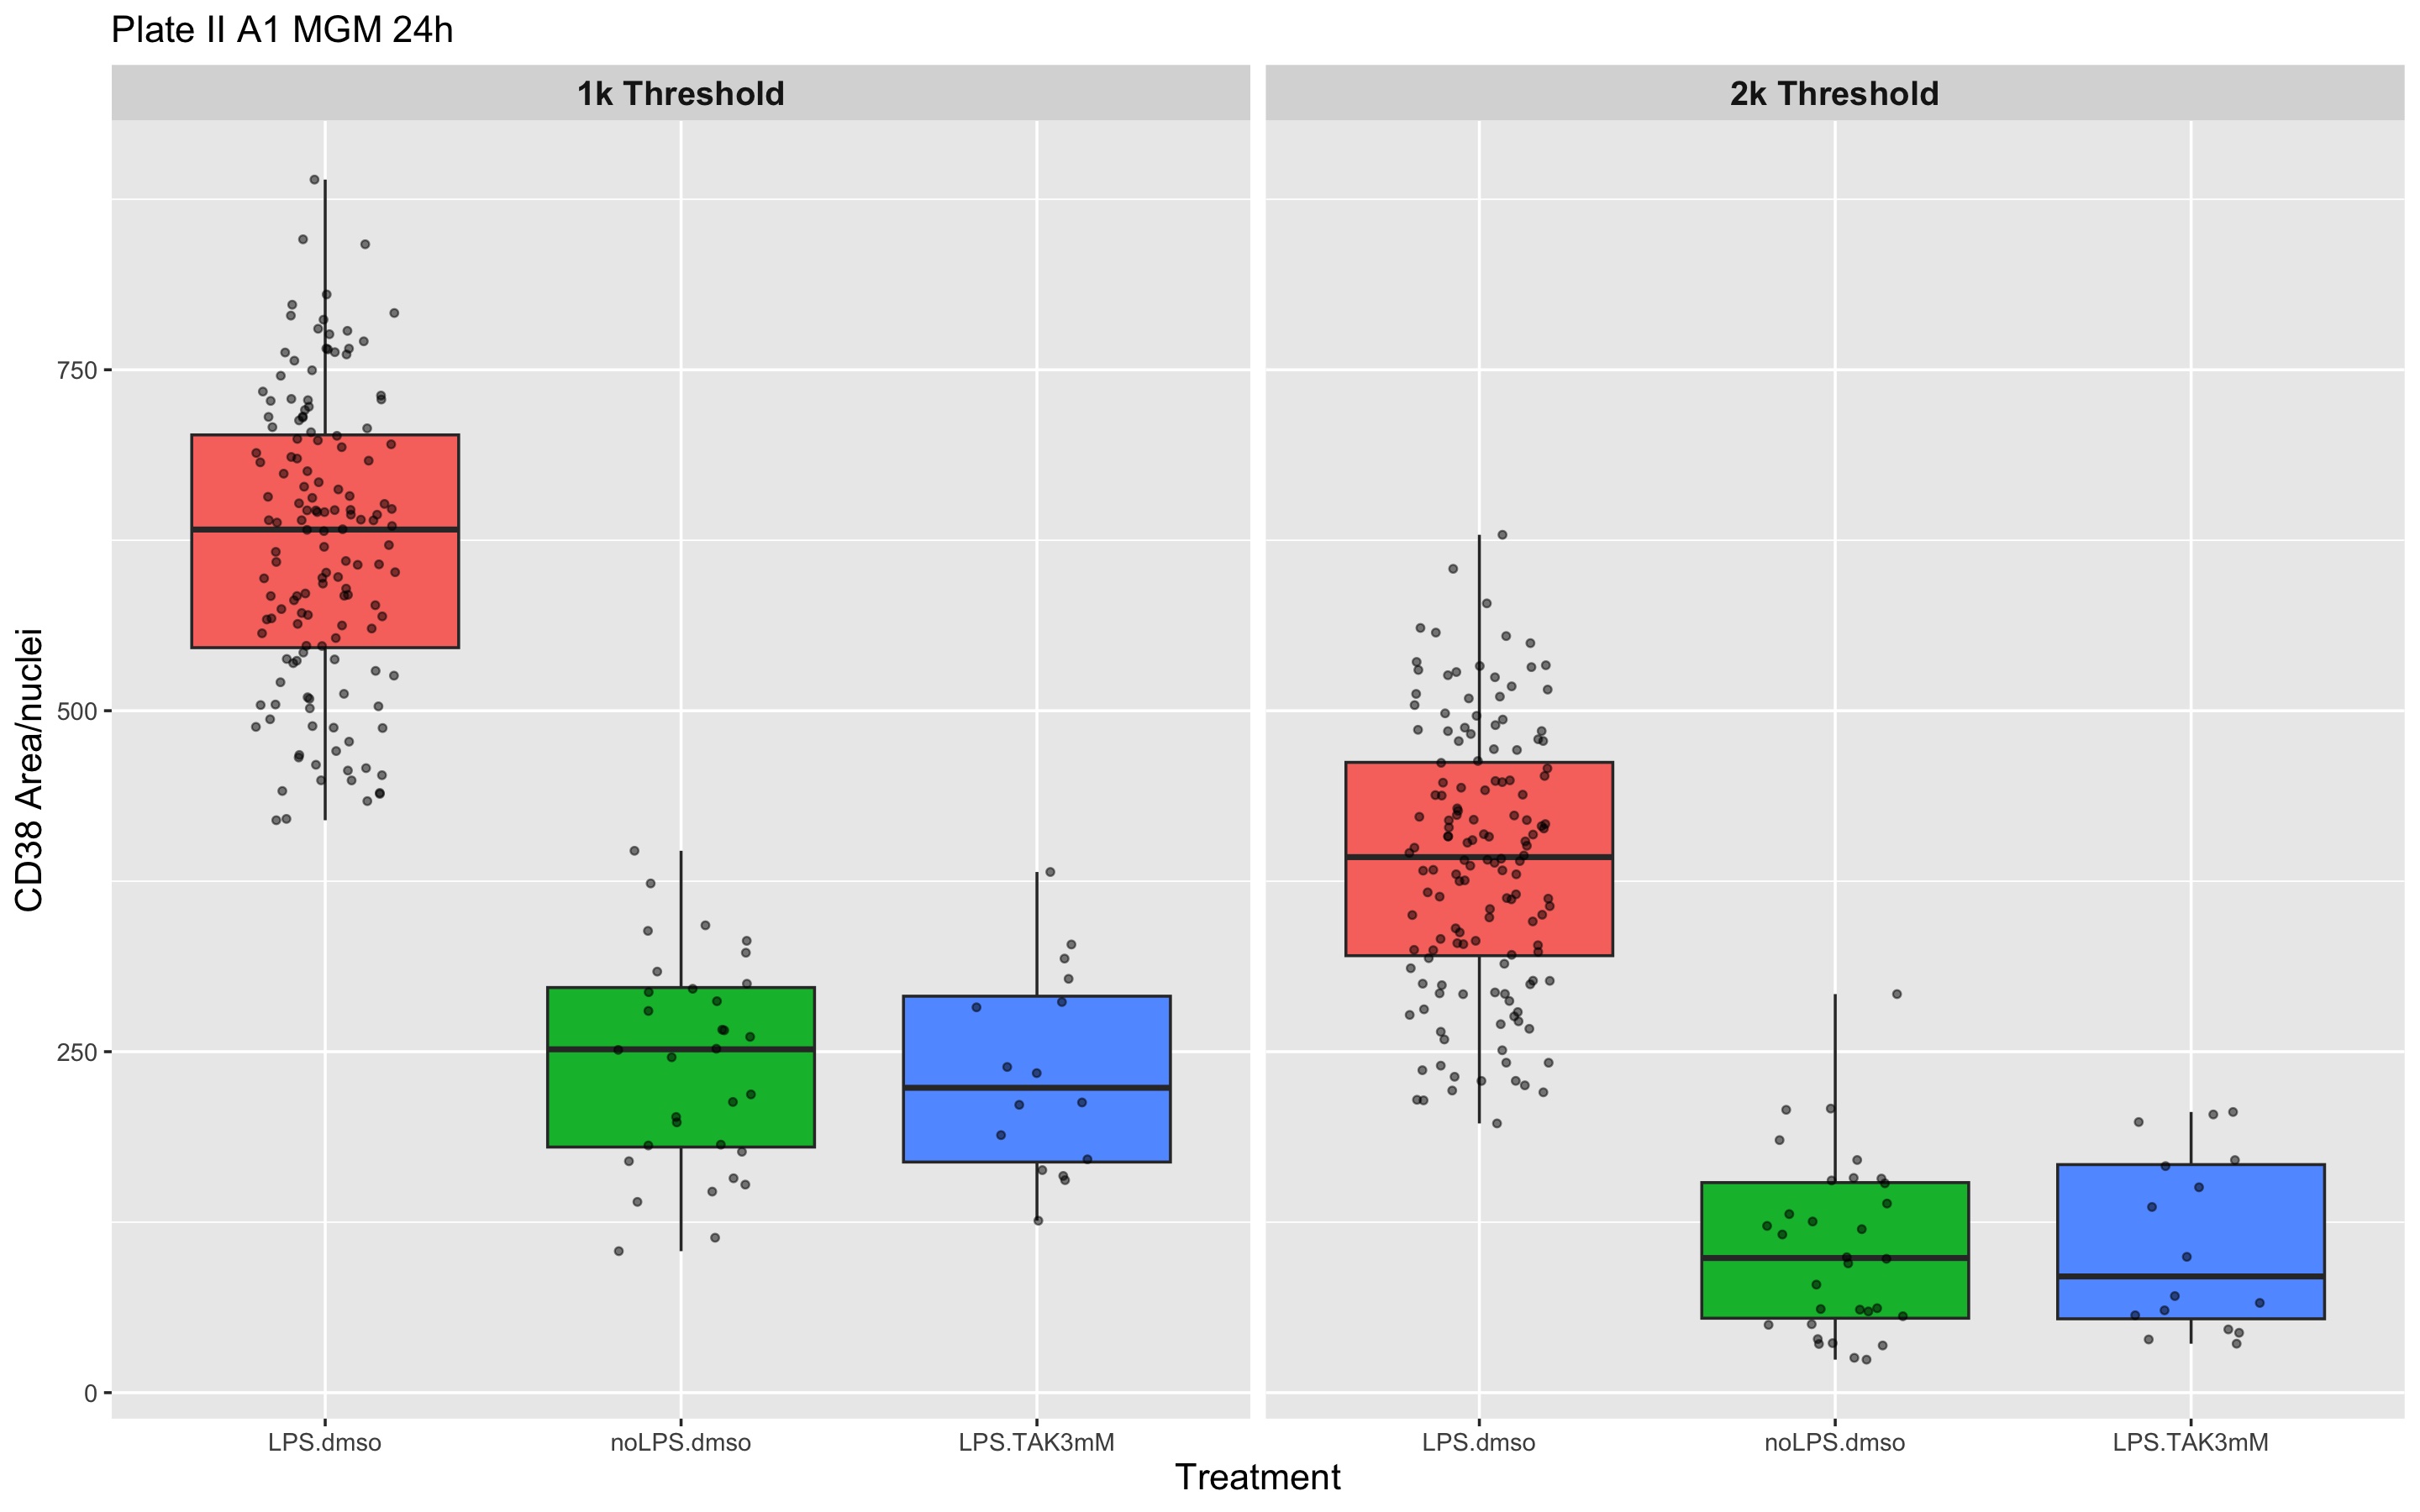 Plate II A1 MGM 24h
1k Threshold
2k Threshold
CD38 Area/nuclei
750
500
250
0
LPS.dmso
noLPS.dmso
LPS.TAK3mM
LPS.dmso
noLPS.dmso
LPS.TAK3mM
Treatment